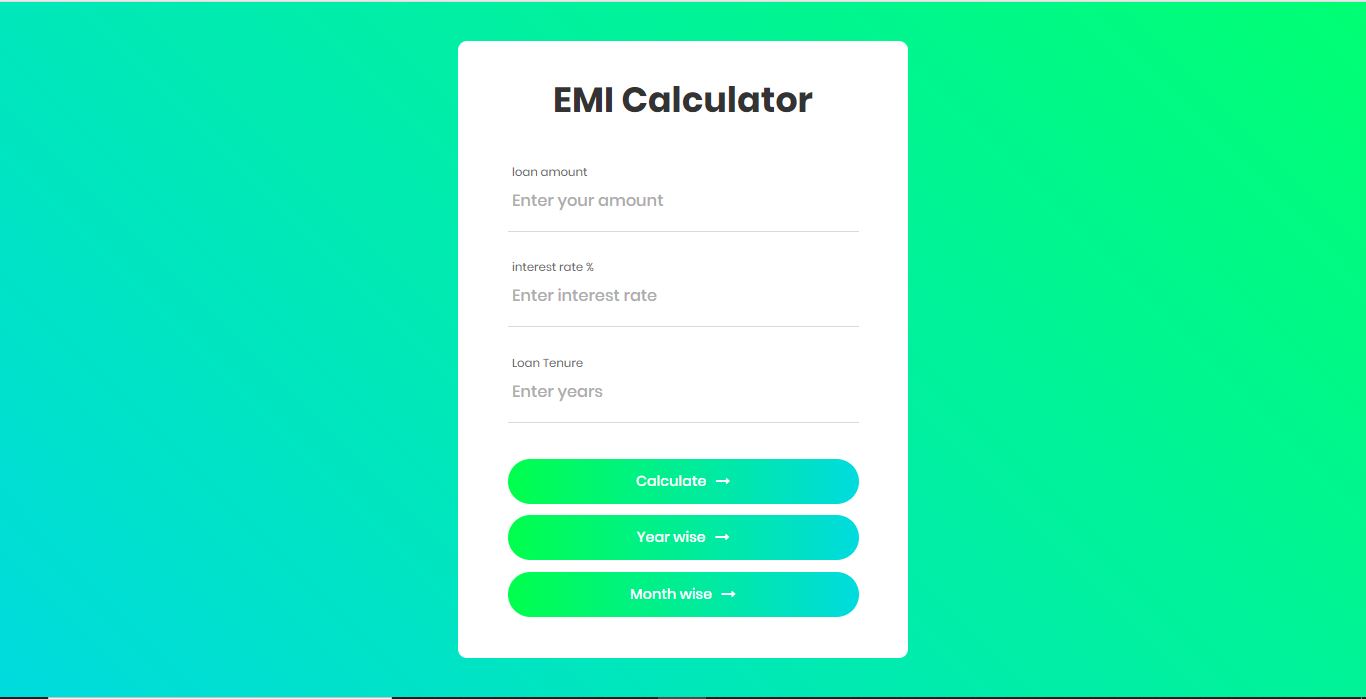 EMI Calculator
loan amount
Enter your amount
interest rate %
Enter interest rate
Loan Tenure
Enter years
Calculate →
Year wise →
Month wise →